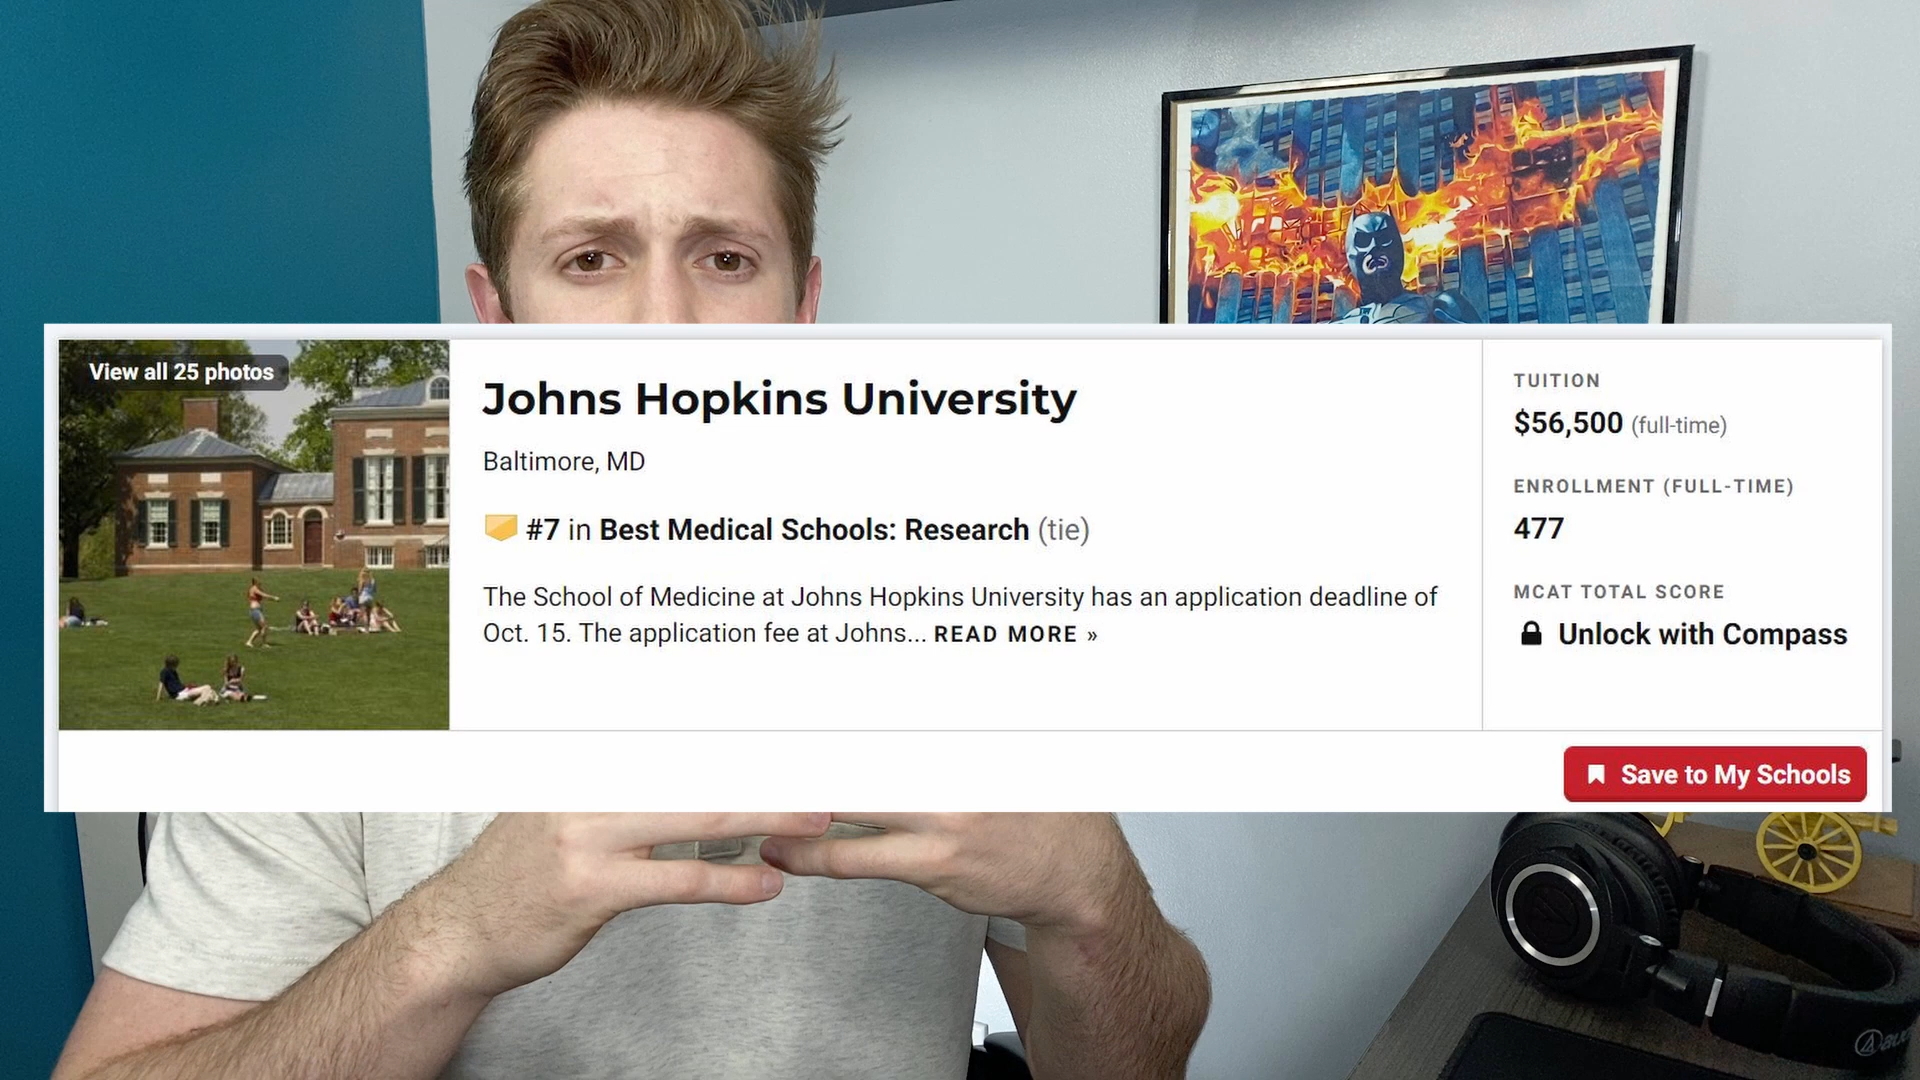 View all 25 photos
Johns Hopkins University
Baltimore, MD
#7 in Best Medical Schools: Research (tie)
The School of Medicine at Johns Hopkins University has an application deadline of
Oct. 15. The application fee at Johns... READ MORE »
TUITION
$56,500 (full-time)
ENROLLMENT (FULL-TIME)
477
MCAT TOTAL SCORE
Unlock with Compass
Save to My Schools